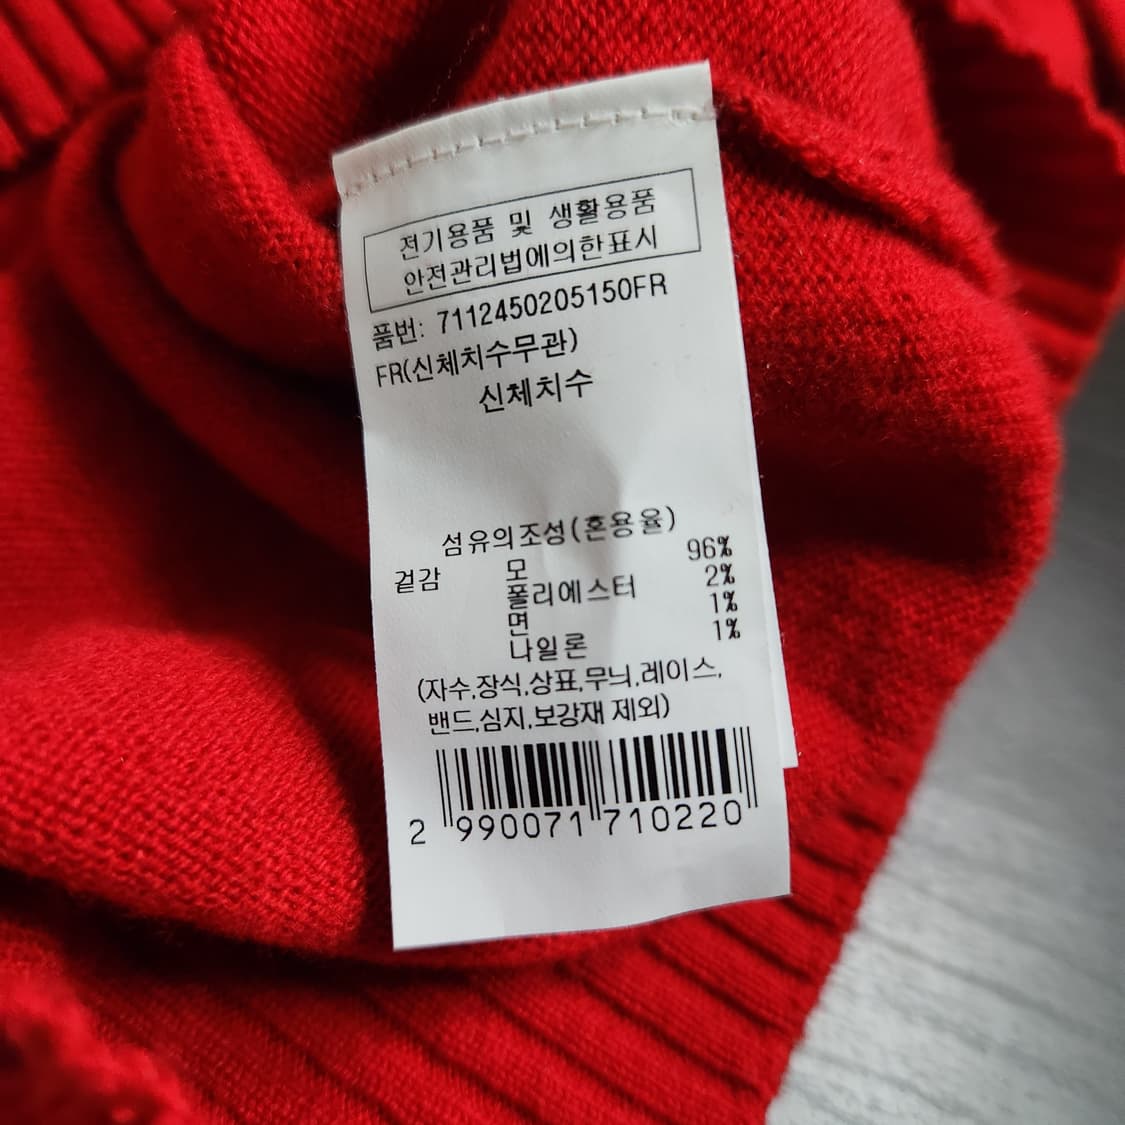 전기용품 및 생활용품
안전관리법에의한표시
품번: 7112450205150FR
FR(신체치수무관)
신체치수
섬유의조성(혼용율)
겉감 모 96%
폴리에스터 2%
면 1%
나일론 1%
(자수,장식,상표,무늬,레이스,
밴드,심지,보강재 제외)
2 990071 710220